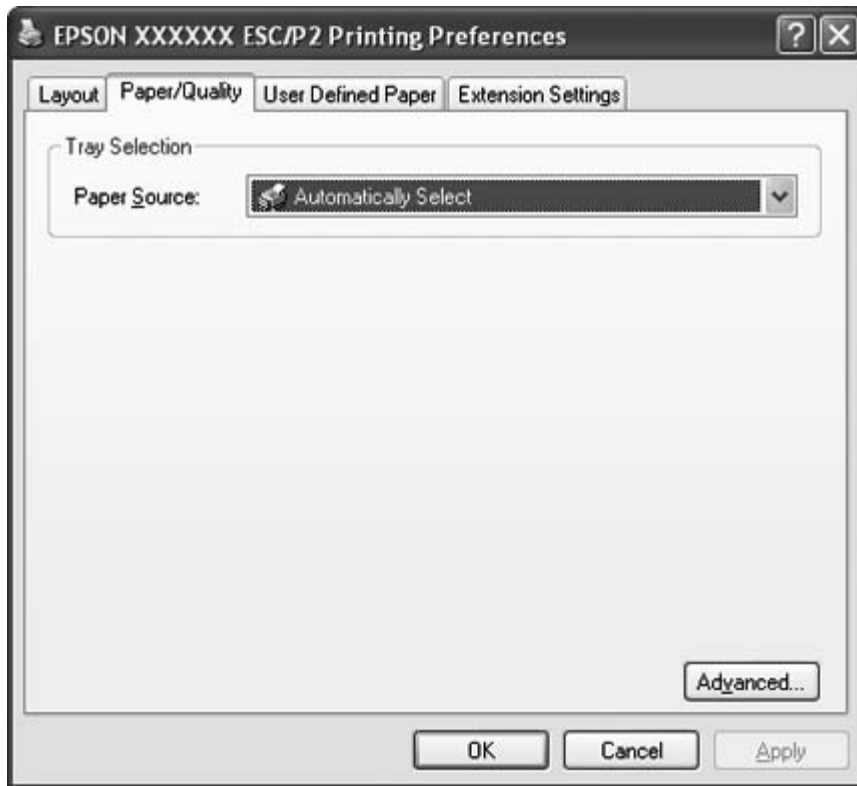 EPSON XXXXXX ESC/P2 Printing Preferences
Layout Paper/Quality User Defined Paper Extension Settings
Tray Selection
Paper Source: Automatically Select
Advanced...
OK Cancel Apply